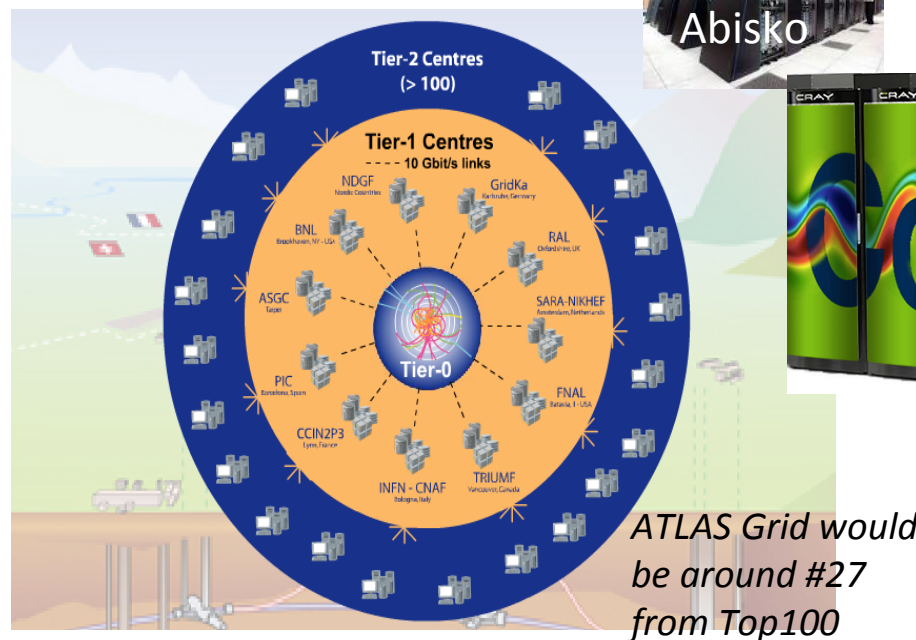 Abisko
CRAY
CRAY
Tier-2 Centres
(> 100)
Tier-1 Centres
10 Gbit/s links
NDGF
Nordic Countries
GridKa
Karlsruhe, Germany
BNL
Brookhaven, NY - USA
RAL
Oxfordshire, UK
ASGC
Taipei
SARA-NIKHEF
Amsterdam, Netherlands
Tier-0
PIC
Barcelona, Spain
FNAL
Batavia, Il - USA
CCIN2P3
Lyon, France
TRIUMF
Vancouver, Canada
INFN - CNAF
Bologna, Italy
ATLAS Grid would
be around #27
from Top100